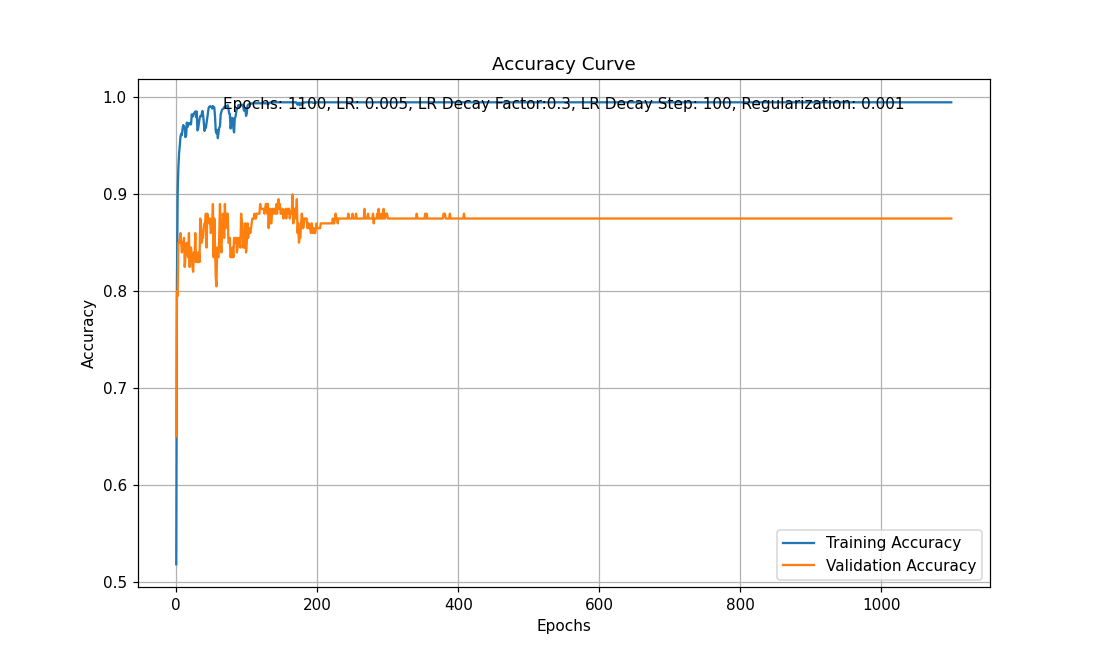 Accuracy Curve
Epochs: 1100, LR: 0.005, LR Decay Factor:0.3, LR Decay Step: 100, Regularization: 0.001
1.0
0.9
0.8
0.7
0.6
0.5
Accuracy
Training Accuracy
Validation Accuracy
0 200 400 600 800 1000
Epochs